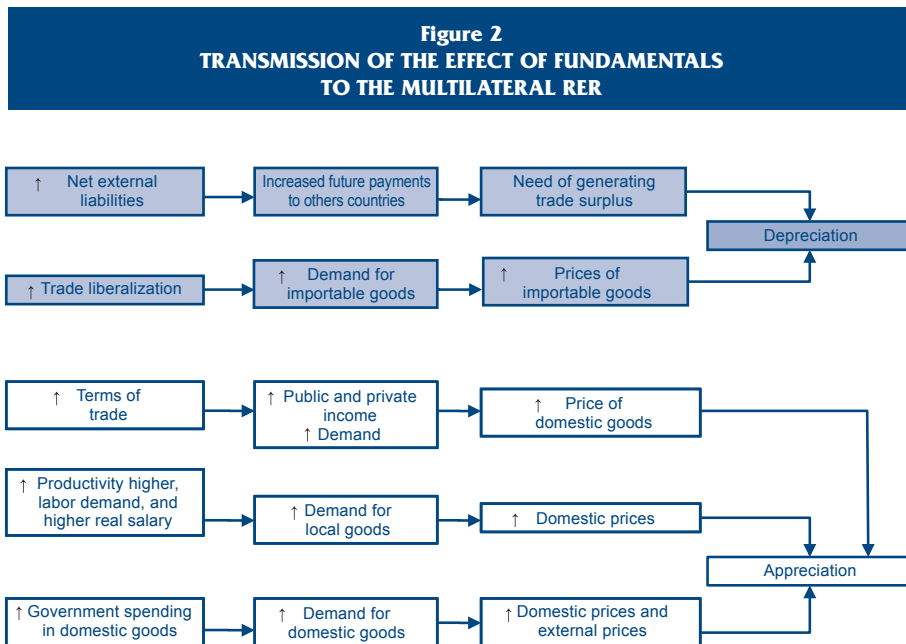 Figure 2
TRANSMISSION OF THE EFFECT OF FUNDAMENTALS
TO THE MULTILATERAL RER
↑ Net external
liabilities
Increased future payments
to others countries
Need of generating
trade surplus
Depreciation
↑ Trade liberalization
↑ Demand for
importable goods
↑ Prices of
importable goods
↑ Terms of
trade
↑ Public and private
income
↑ Demand
↑ Price of
domestic goods
↑ Productivity higher,
labor demand, and
higher real salary
↑ Demand for
local goods
↑ Domestic prices
Appreciation
↑ Government spending
in domestic goods
↑ Demand for
domestic goods
↑ Domestic prices and
external prices